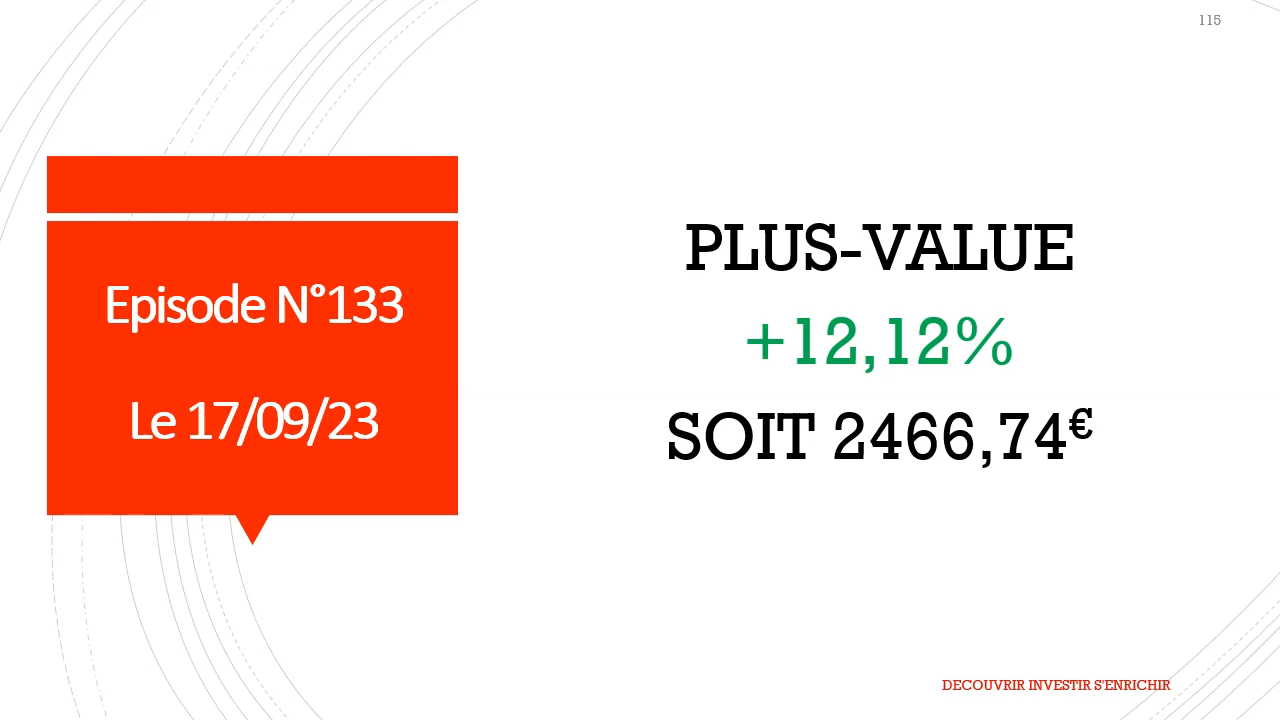 115
Episode N°133
Le 17/09/23
PLUS-VALUE
+12,12%
SOIT 2466,74€
DECOUVRIR INVESTIR S'ENRICHIR